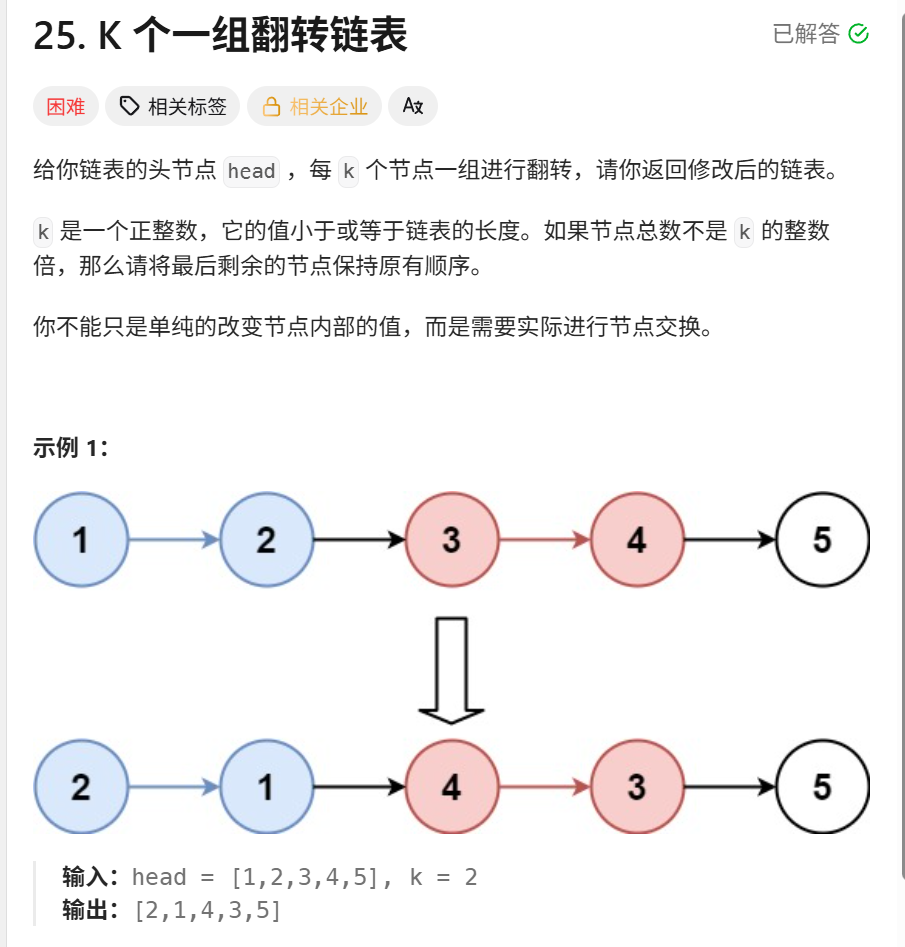 25. K 个一组翻转链表
已解答
困难
相关标签
相关企业
Az
给你链表的头节点 head ，每 k 个节点一组进行翻转，请你返回修改后的链表。
k 是一个正整数，它的值小于或等于链表的长度。如果节点总数不是 k 的整数
倍，那么请将最后剩余的节点保持原有顺序。
你不能只是单纯的改变节点内部的值，而是需要实际进行节点交换。
示例 1：
1 2 3 4 5
2 1 4 3 5
输入：head = [1,2,3,4,5], k = 2
输出：[2,1,4,3,5]